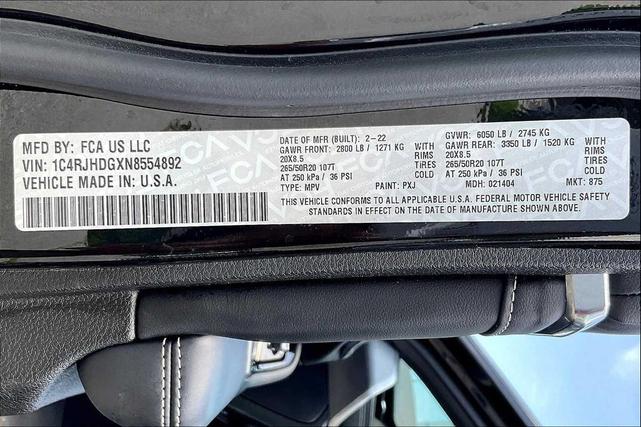 MFD BY: FCA US LLC
VIN: 1C4RJHDGXN8554892
VEHICLE MADE IN: U.S.A.
DATE OF MFR (BUILT): 2-22
GAWR FRONT: 2800 LB / 1271 KG WITH
20X8.5 RIMS
265/50R20 107T TIRES
AT 250 kPa / 36 PSI COLD
TYPE: MPV PAINT: PXJ
GVWR: 6050 LB / 2745 KG
GAWR REAR: 3350 LB / 1520 KG WITH
20X8.5 RIMS
265/50R20 107T TIRES
AT 250 kPa / 36 PSI COLD
MDH: 021404 MKT: 875
THIS VEHICLE CONFORMS TO ALL APPLICABLE U.S.A. FEDERAL MOTOR VEHICLE SAFETY
STANDARDS IN EFFECT ON THE DATE OF MANUFACTURE SHOWN ABOVE.